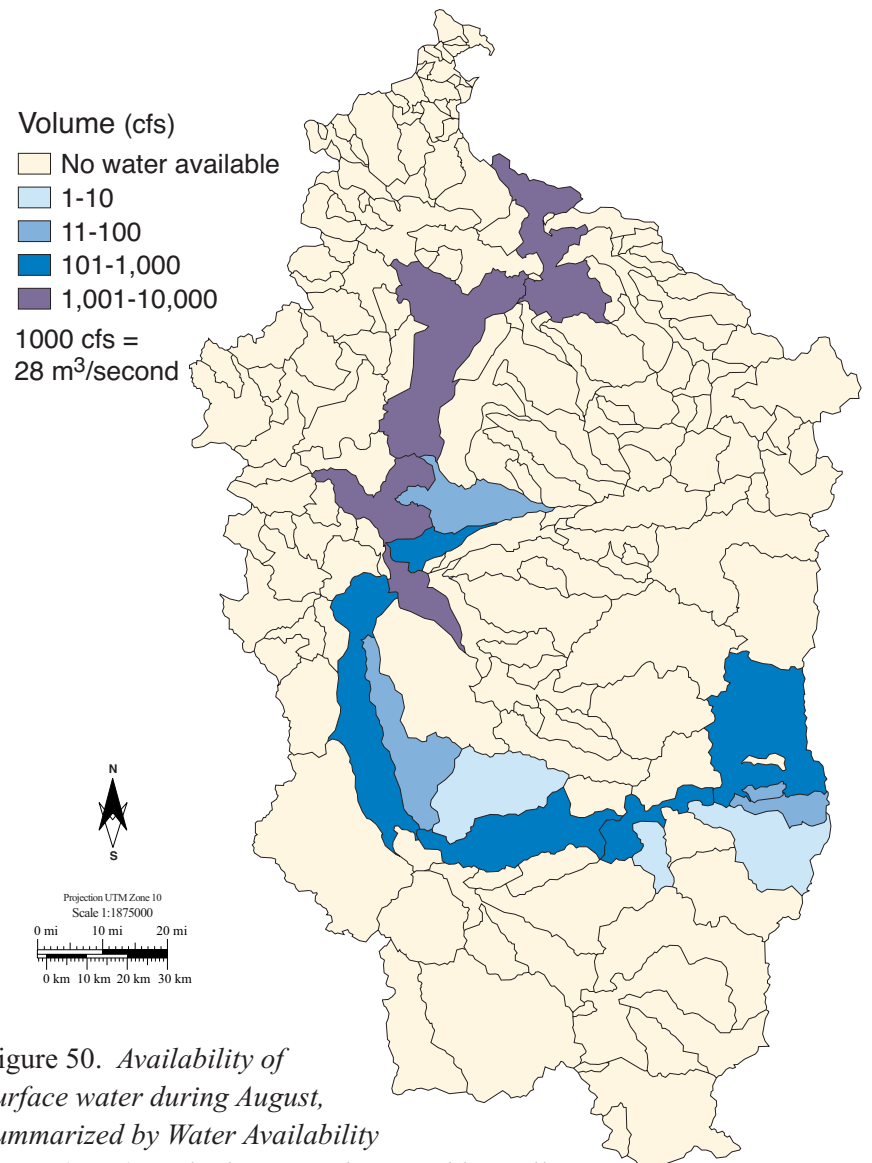 Volume (cfs)
No water available
1-10
11-100
101-1,000
1,001-10,000
1000 cfs =
28 m³/second
N
S
Projection UTM Zone 10
Scale 1:1875000
0 mi 10 mi 20 mi
0 km 10 km 20 km 30 km
igure 50. Availability of
urface water during August,
ummarized by Water Availability